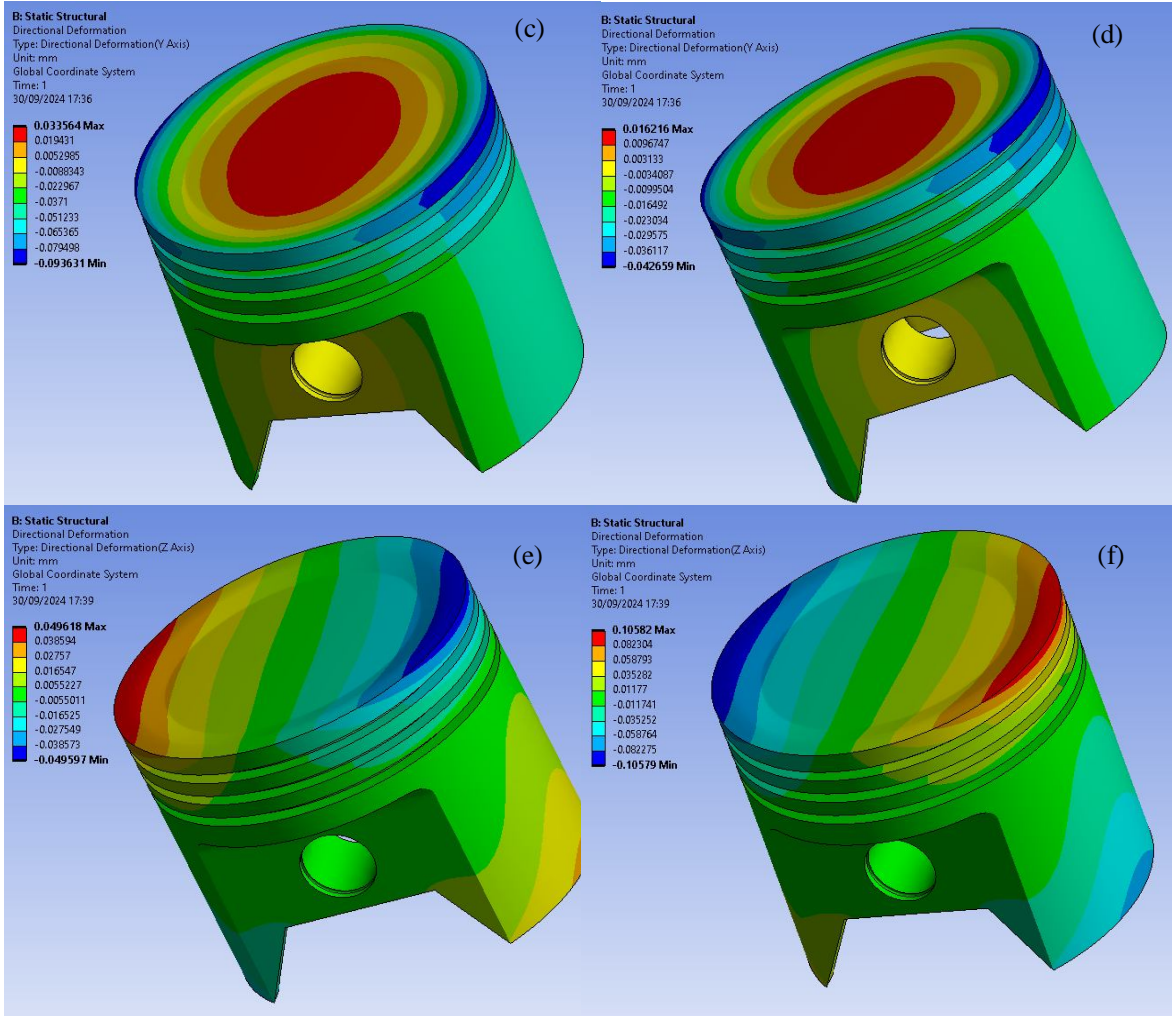 B: Static Structural
Directional Deformation
Type: Directional Deformation(Y Axis)
Unit: mm
Global Coordinate System
Time: 1
30/09/2024 17:36
0.033564 Max
0.019431
0.0052985
-0.0088343
-0.022967
-0.0371
-0.051233
-0.065365
-0.079498
-0.093631 Min
(c)
B: Static Structural
Directional Deformation
Type: Directional Deformation(Y Axis)
Unit: mm
Global Coordinate System
Time: 1
30/09/2024 17:36
0.016216 Max
0.0096747
0.003133
-0.0034087
-0.0099504
-0.016492
-0.023034
-0.029575
-0.036117
-0.042659 Min
(d)
B: Static Structural
Directional Deformation
Type: Directional Deformation(Z Axis)
Unit: mm
Global Coordinate System
Time: 1
30/09/2024 17:39
0.049618 Max
0.038594
0.02757
0.016547
0.0055227
-0.0055011
-0.016525
-0.027549
-0.038573
-0.049597 Min
(e)
B: Static Structural
Directional Deformation
Type: Directional Deformation(Z Axis)
Unit: mm
Global Coordinate System
Time: 1
30/09/2024 17:39
0.10582 Max
0.082304
0.058793
0.035282
0.01177
-0.011741
-0.035252
-0.058764
-0.082275
-0.10579 Min
(f)